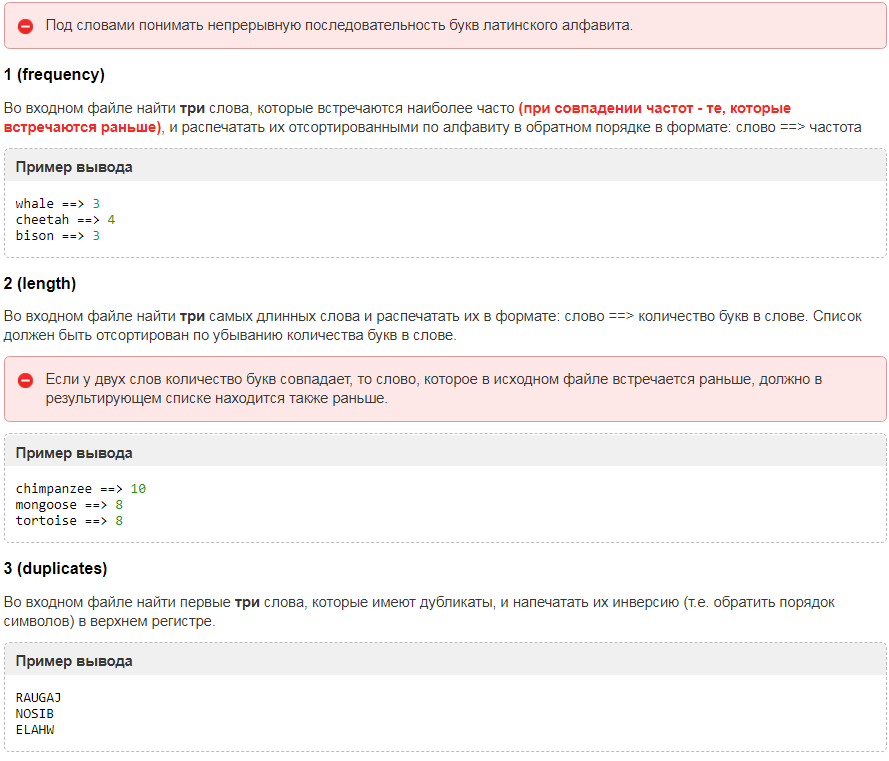 Под словами понимать непрерывную последовательность букв латинского алфавита.
1 (frequency)
Во входном файле найти три слова, которые встречаются наиболее часто (при совпадении частот - те, которые
встречаются раньше), и распечатать их отсортированными по алфавиту в обратном порядке в формате: слово ==> частота
Пример вывода
whale ==> 3
cheetah ==> 4
bison ==> 3
2 (length)
Во входном файле найти три самых длинных слова и распечатать их в формате: слово ==> количество букв в слове. Список
должен быть отсортирован по убыванию количества букв в слове.
Если у двух слов количество букв совпадает, то слово, которое в исходном файле встречается раньше, должно в
результирующем списке находится также раньше.
Пример вывода
chimpanzee ==> 10
mongoose ==> 8
tortoise ==> 8
3 (duplicates)
Во входном файле найти первые три слова, которые имеют дубликаты, и напечатать их инверсию (т.е. обратить порядок
символов) в верхнем регистре.
Пример вывода
RAUGAJ
NOSIB
ELAHW